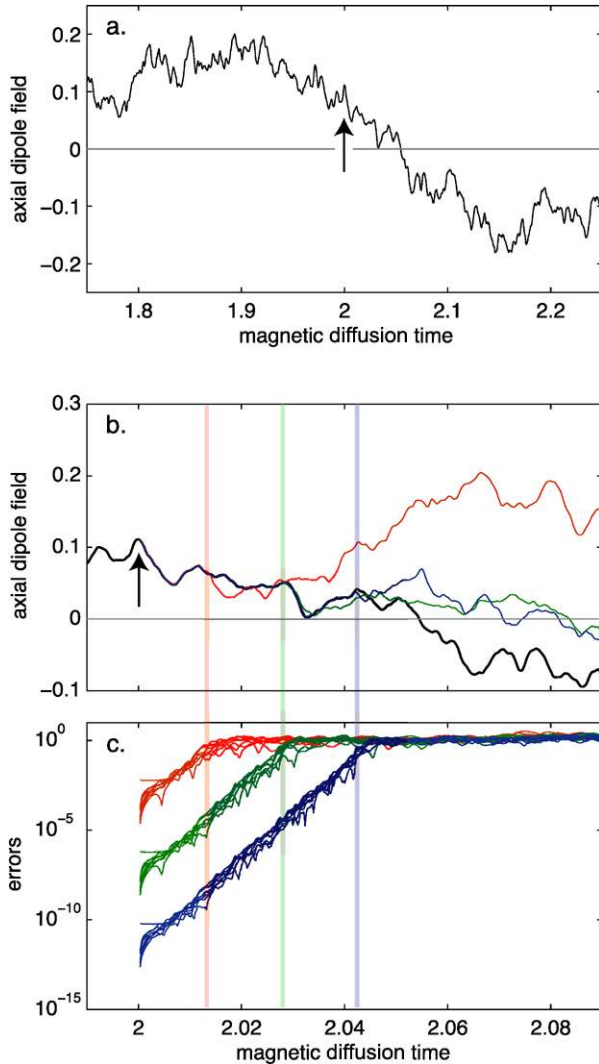 a.
axial dipole field
0.2
0.1
0
−0.1
−0.2
1.8 1.9 2 2.1 2.2
magnetic diffusion time
b.
axial dipole field
0.3
0.2
0.1
0
−0.1
c.
errors
10^0
10^−5
10^−10
10^−15
2 2.02 2.04 2.06 2.08
magnetic diffusion time